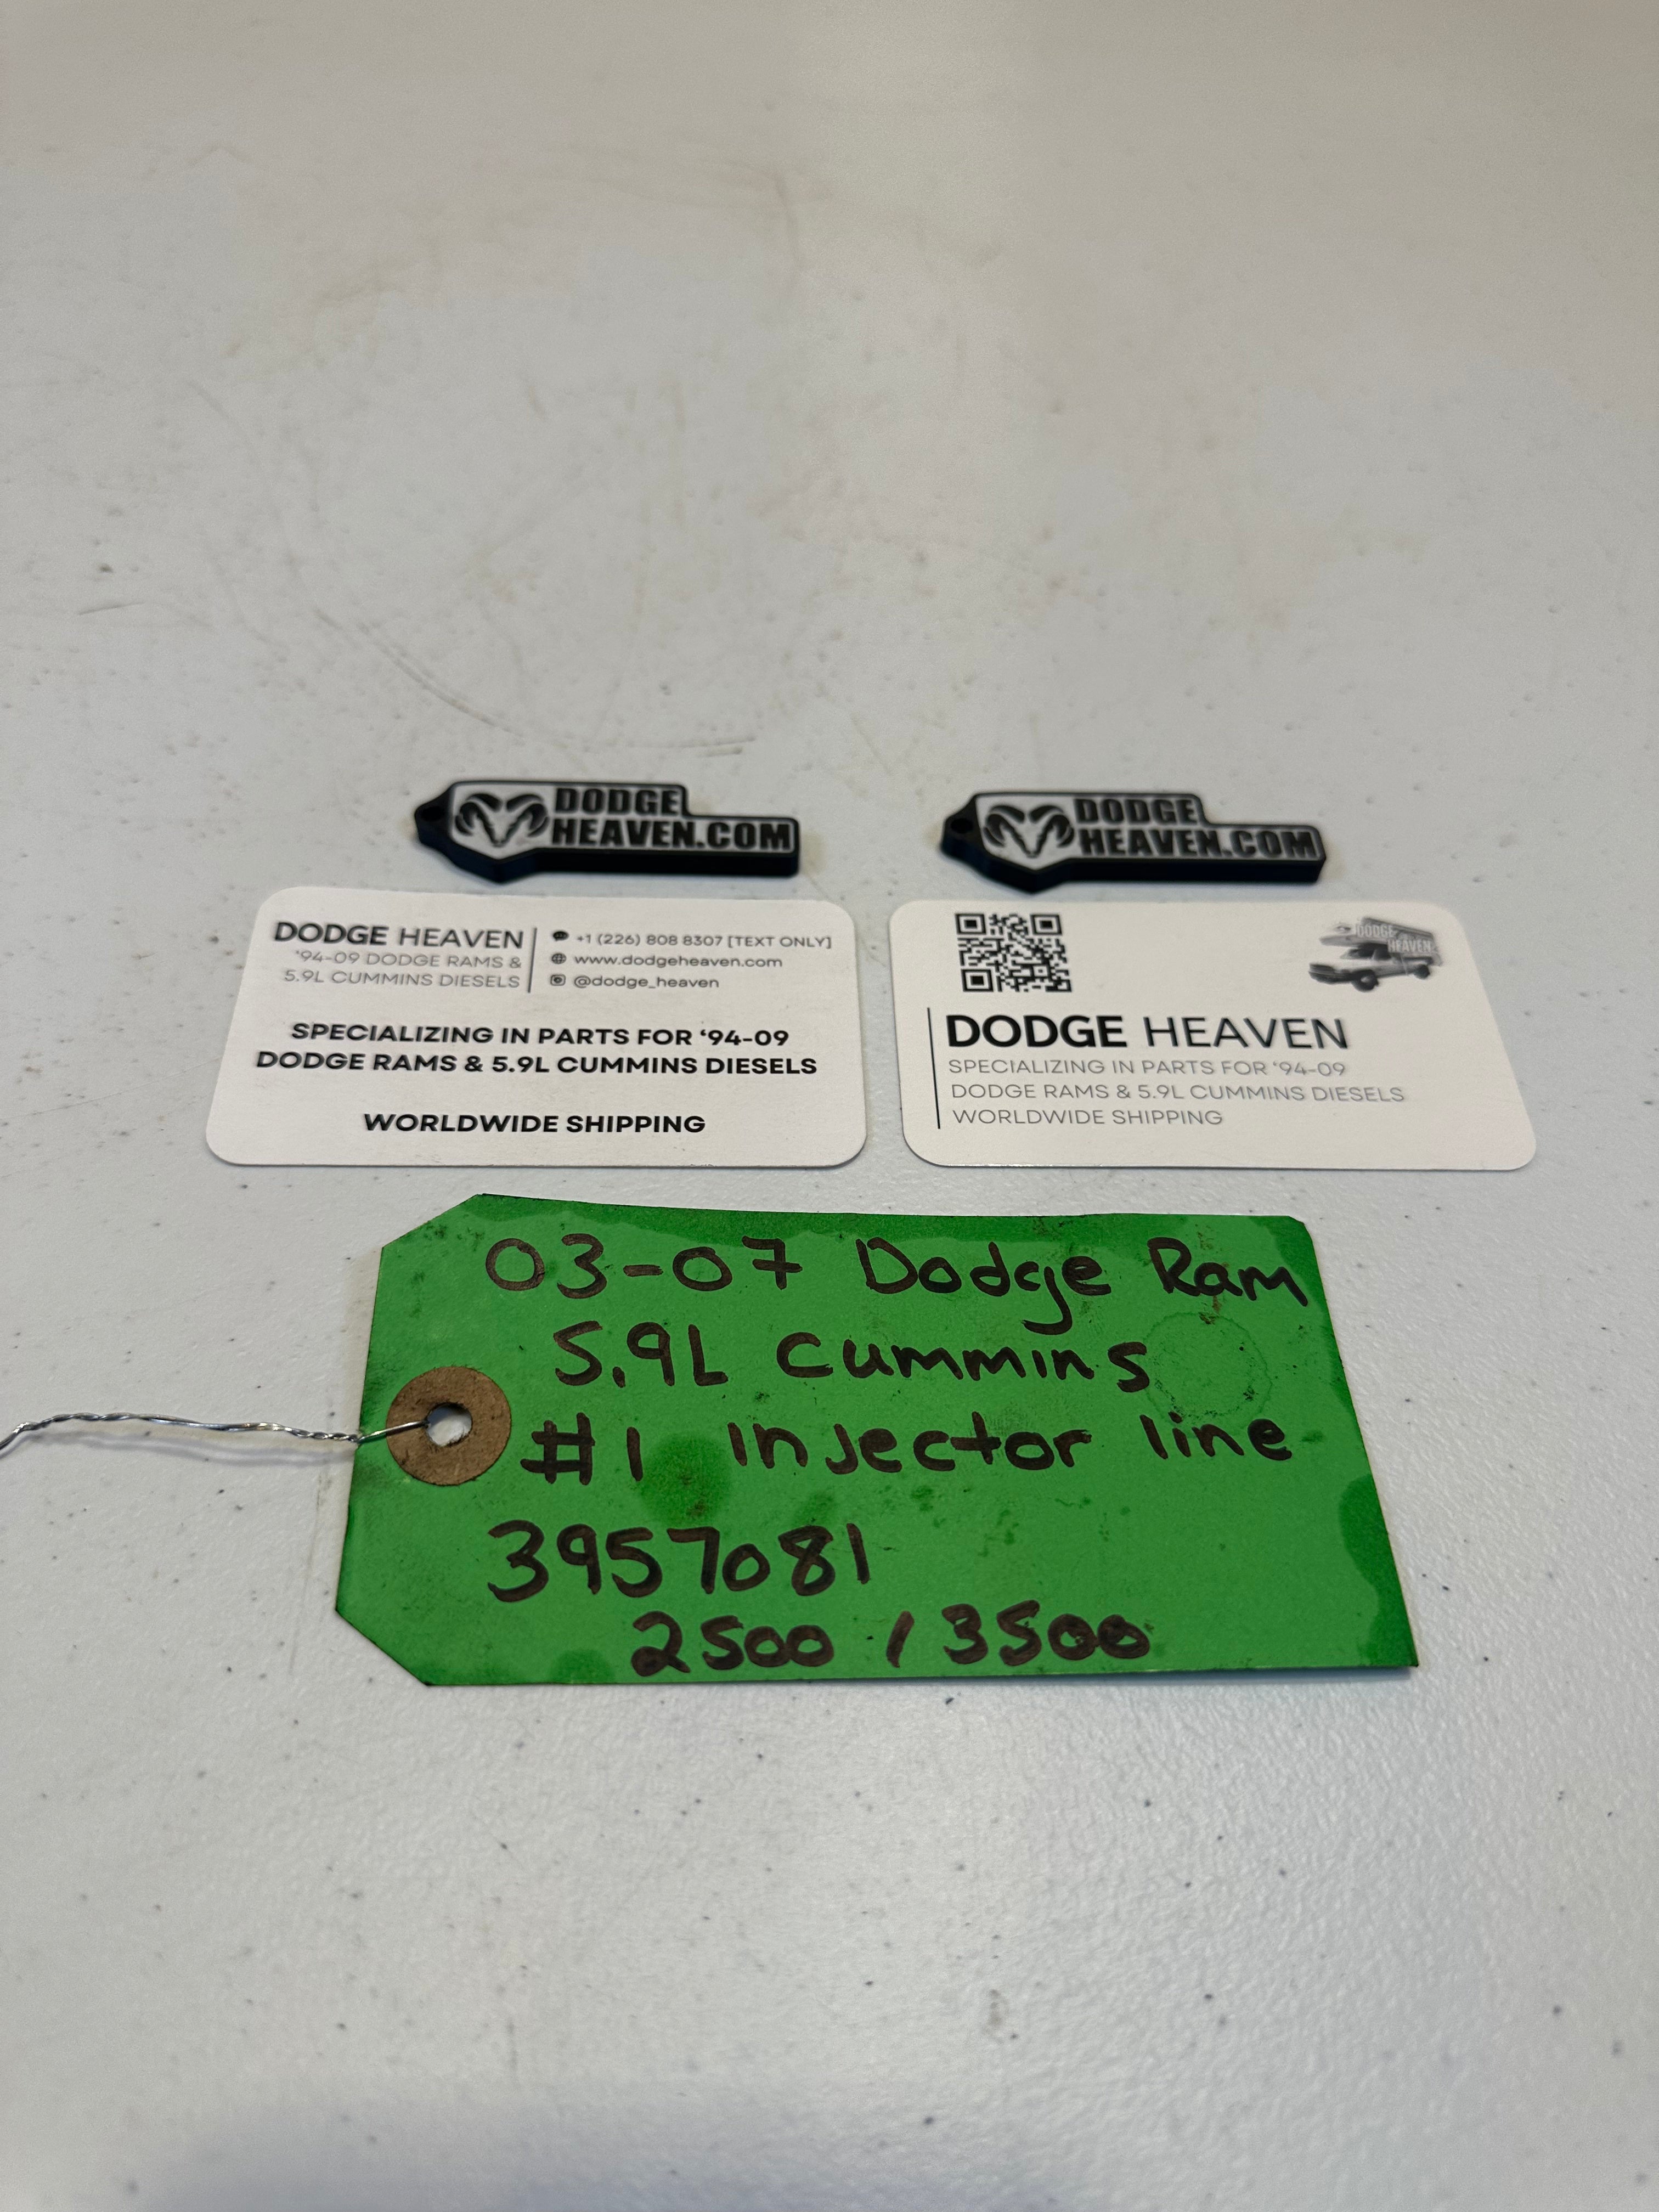 DODGE
HEAVEN.COM
DODGE
HEAVEN.COM
DODGE HEAVEN
'94-09 DODGE RAMS &
5.9L CUMMINS DIESELS
+1 (226) 808 8307 [TEXT ONLY]
www.dodgeheaven.com
@dodge_heaven
SPECIALIZING IN PARTS FOR '94-09
DODGE RAMS & 5.9L CUMMINS DIESELS
WORLDWIDE SHIPPING
DODGE
HEAVEN
DODGE HEAVEN
SPECIALIZING IN PARTS FOR '94-09
DODGE RAMS & 5.9L CUMMINS DIESELS
WORLDWIDE SHIPPING
03-07 Dodge Ram
5.9L Cummins
#1 Injector line
3957081
2500 / 3500